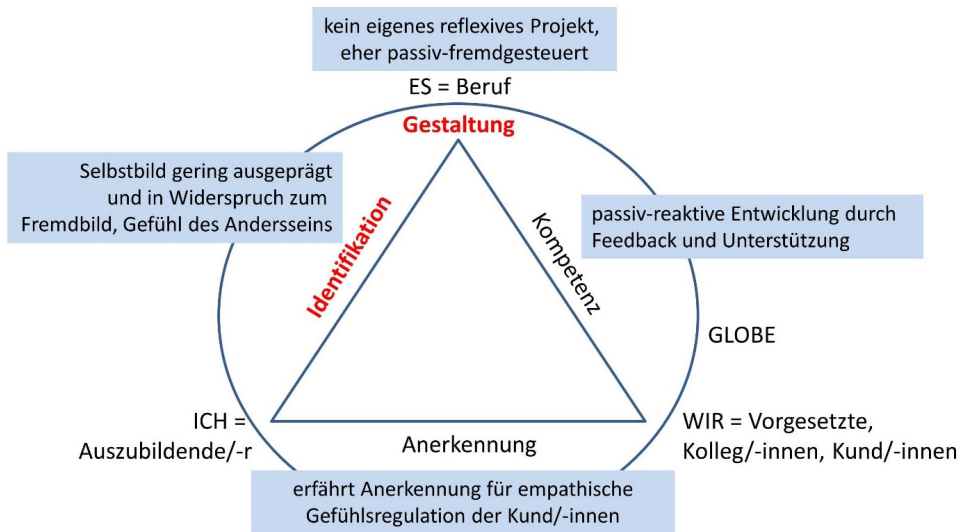 kein eigenes reflexives Projekt,
eher passiv-fremdgesteuert
ES = Beruf
Gestaltung
Selbstbild gering ausgeprägt
und in Widerspruch zum
Fremdbild, Gefühl des Andersseins
Identifikation
Kompetenz
passiv-reaktive Entwicklung durch
Feedback und Unterstützung
GLOBE
ICH =
Auszubildende/-r
Anerkennung
WIR = Vorgesetzte,
Kolleg/-innen, Kund/-innen
erfährt Anerkennung für empathische
Gefühlsregulation der Kund/-innen